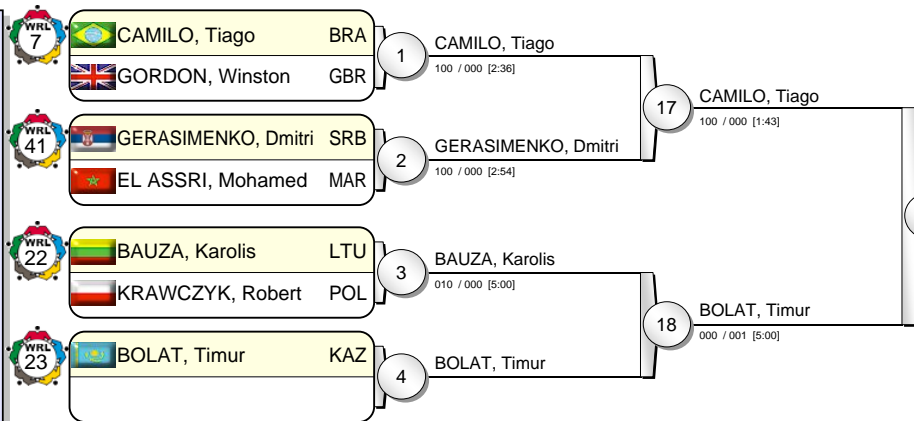 WRL
7
CAMILO, Tiago BRA
GORDON, Winston GBR
1
CAMILO, Tiago
100 / 000 [2:36]
WRL
41
GERASIMENKO, Dmitri SRB
EL ASSRI, Mohamed MAR
2
GERASIMENKO, Dmitri
100 / 000 [2:54]
17
CAMILO, Tiago
100 / 000 [1:43]
WRL
22
BAUZA, Karolis LTU
KRAWCZYK, Robert POL
3
BAUZA, Karolis
010 / 000 [5:00]
WRL
23
BOLAT, Timur KAZ
4
BOLAT, Timur
18
BOLAT, Timur
000 / 001 [5:00]